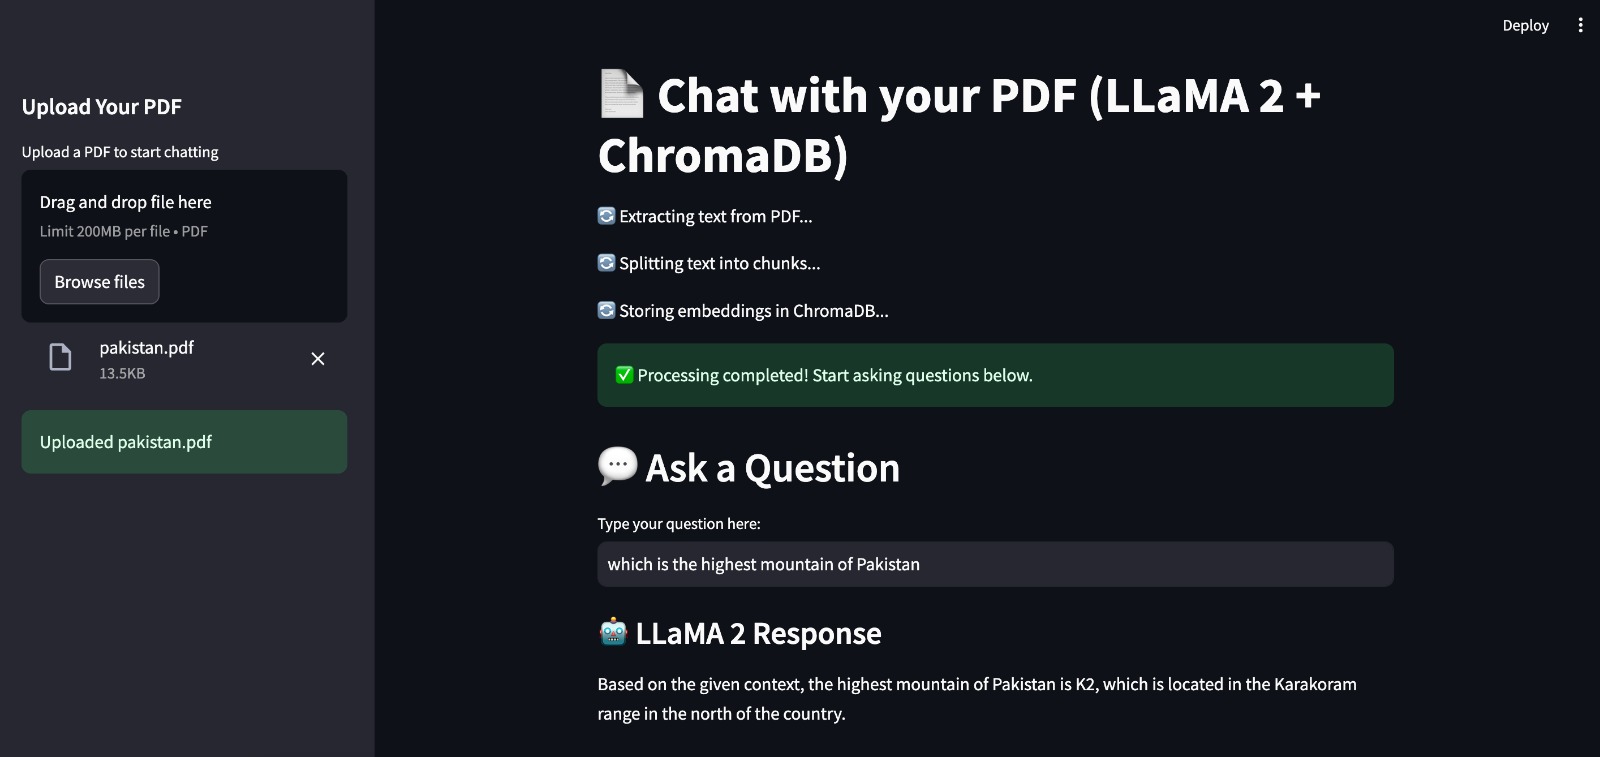 Deploy
Upload Your PDF
Upload a PDF to start chatting
Drag and drop file here
Limit 200MB per file • PDF
Browse files
pakistan.pdf
13.5KB
Uploaded pakistan.pdf
Chat with your PDF (LLaMA 2 +
ChromaDB)
Extracting text from PDF...
Splitting text into chunks...
Storing embeddings in ChromaDB...
Processing completed! Start asking questions below.
Ask a Question
Type your question here:
which is the highest mountain of Pakistan
LLaMA 2 Response
Based on the given context, the highest mountain of Pakistan is K2, which is located in the Karakoram
range in the north of the country.